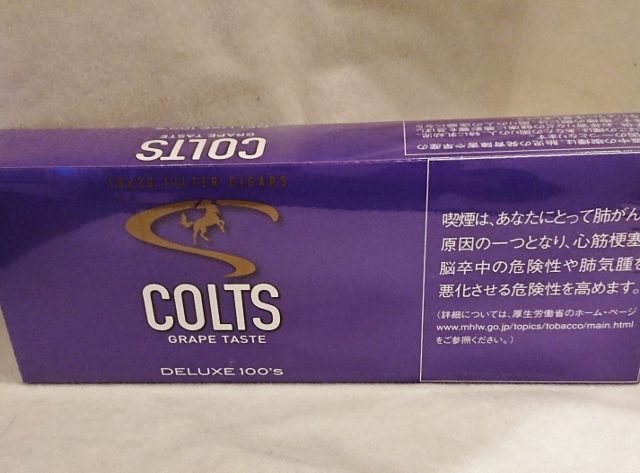 COLTS
GRAPE TASTE
10/20 FILTER CIGARS
COLTS
GRAPE TASTE
DELUXE 100's
喫煙は、あなたにとって肺がん
原因の一つとなり、心筋梗塞
脳卒中の危険性や肺気腫を
悪化させる危険性を高めます。
(詳細については、厚生労働省のホーム・ページ
www.mhlw.go.jp/topics/tobacco/main.html
をご参照ください。)